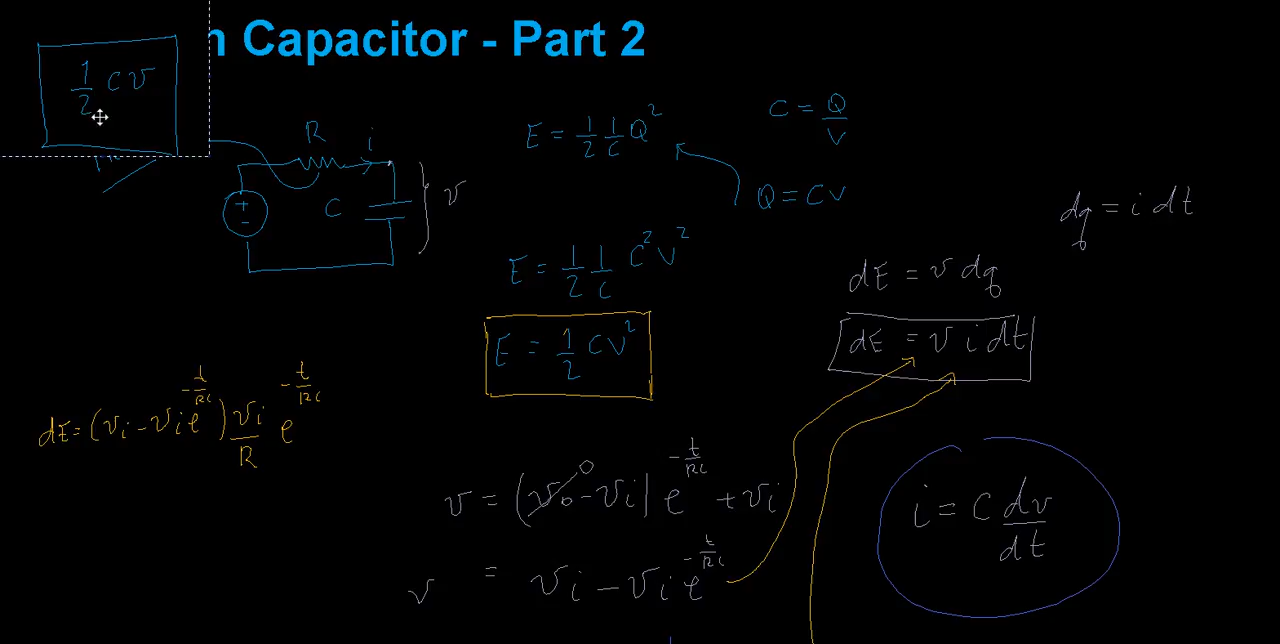 n Capacitor - Part 2
1/2 C v
R i
C = Q/V
E = 1/2 1/C Q²
+
-
C
v
Q = CV
dq = i dt
E = 1/2 1/C C² V²
dE = v dq
E = 1/2 CV²
dE = v i dt
dE = (vi - vi e^(-t/RC)) vi/R e^(-t/RC)
v = (v₀ - vi) e^(-t/RC) + vi
0
i = C dv/dt
v = vi - vi e^(-t/RC)